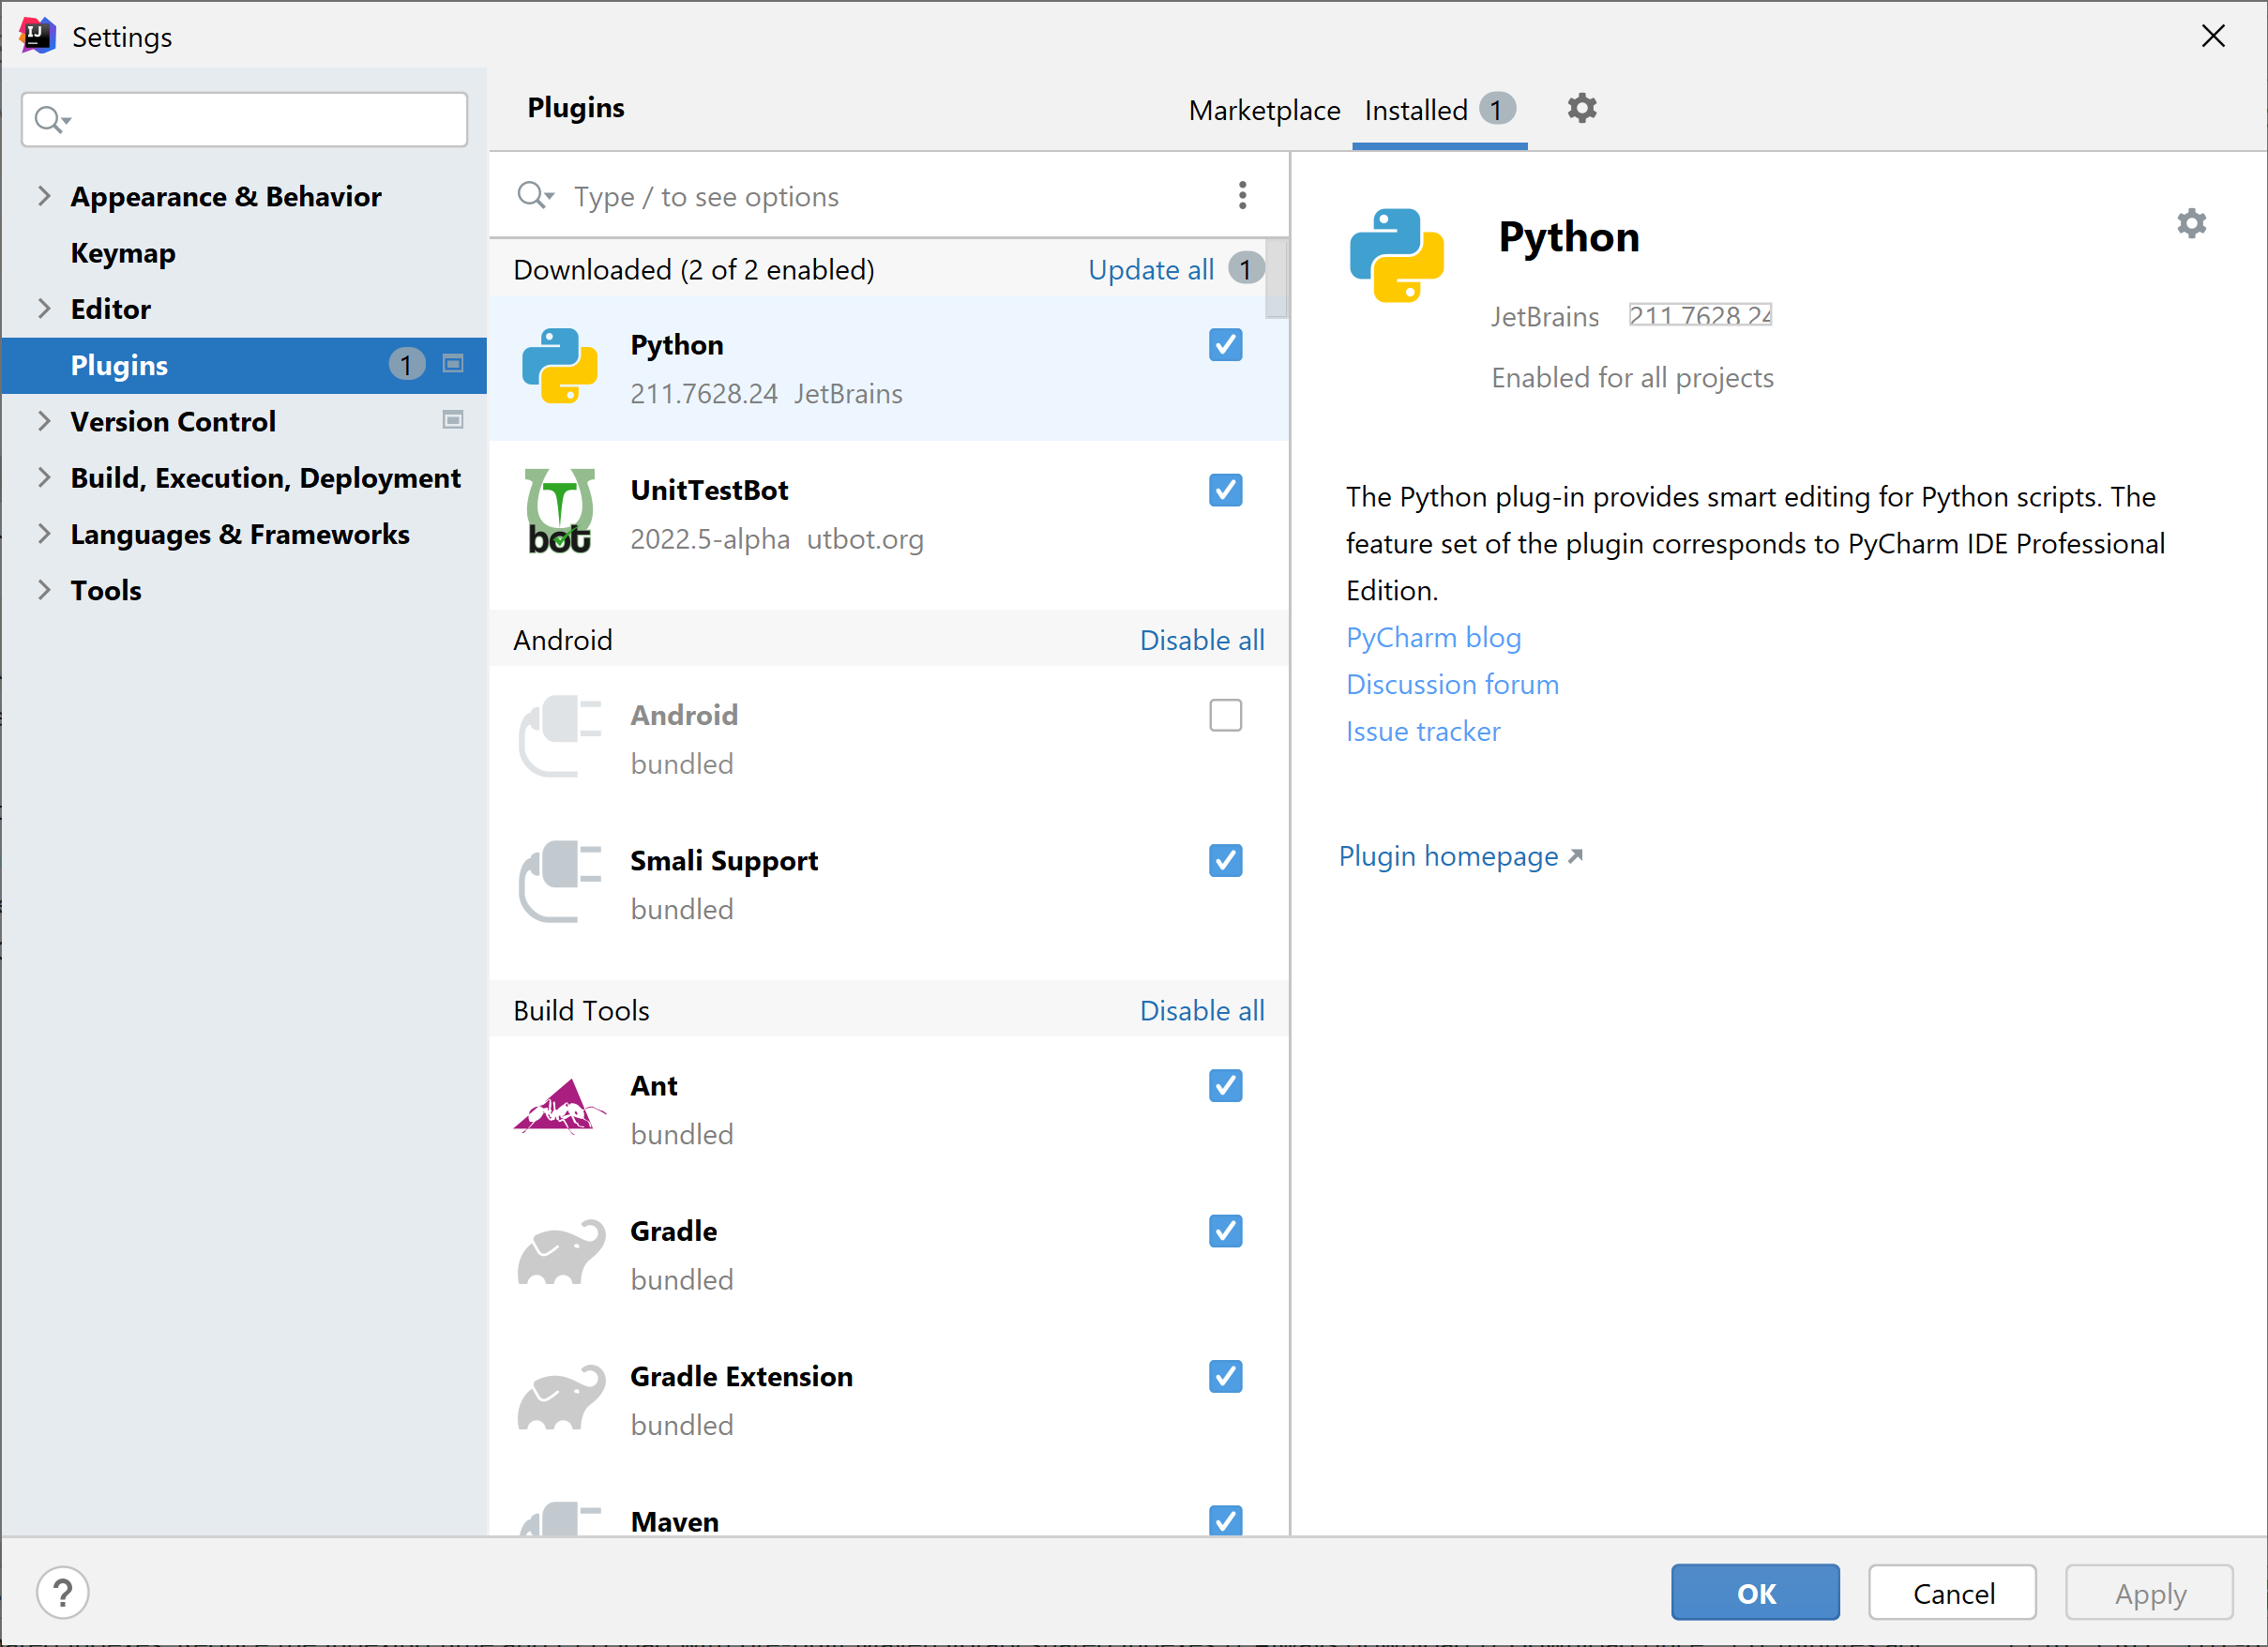 Settings
Plugins
Marketplace Installed 1
Appearance & Behavior
Keymap
Editor
Plugins 1
Version Control
Build, Execution, Deployment
Languages & Frameworks
Tools
Type / to see options
Downloaded (2 of 2 enabled) Update all 1
Python
211.7628.24 JetBrains
UnitTestBot
2022.5-alpha utbot.org
bot
Android Disable all
Android
bundled
Smali Support
bundled
Build Tools Disable all
Ant
bundled
Gradle
bundled
Gradle Extension
bundled
Maven
Python
JetBrains 211.7628.24
Enabled for all projects
The Python plug-in provides smart editing for Python scripts. The
feature set of the plugin corresponds to PyCharm IDE Professional
Edition.
PyCharm blog
Discussion forum
Issue tracker
Plugin homepage
? OK Cancel Apply